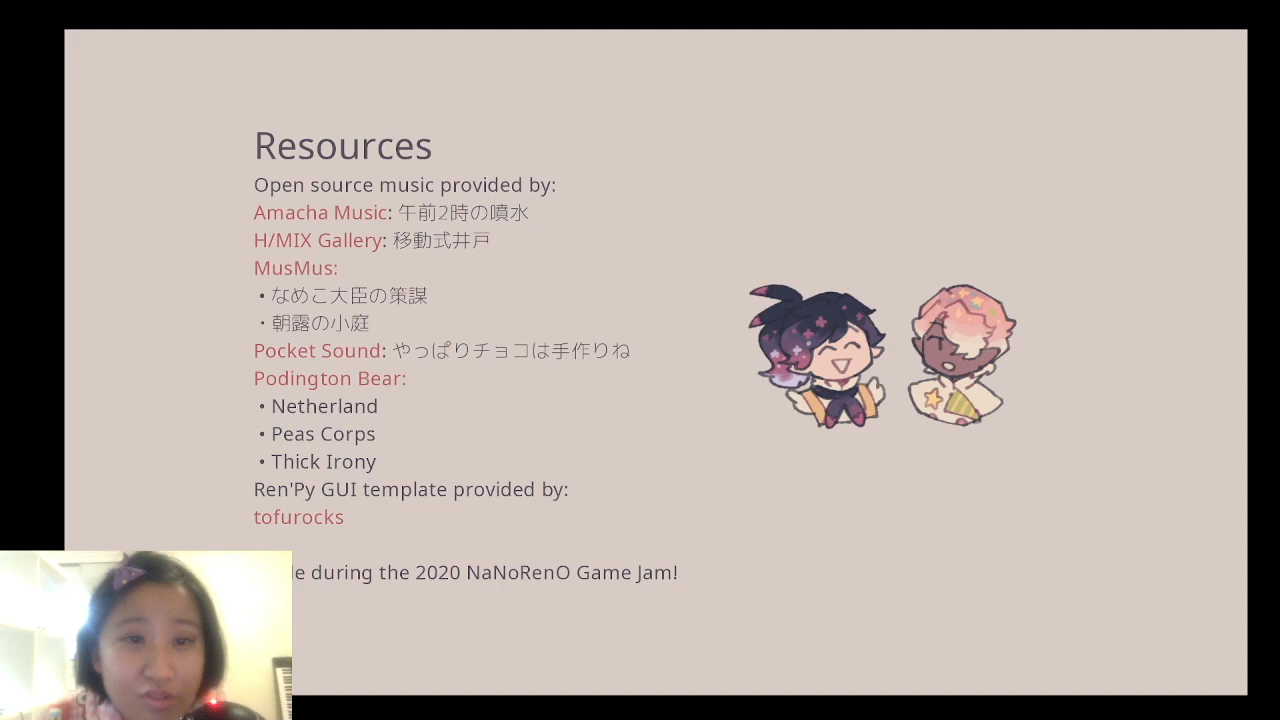 Resources
Open source music provided by:
Amacha Music: 午前2時の噴水
H/MIX Gallery: 移動式井戸
MusMus:
• なめこ大臣の策謀
• 朝露の小庭
Pocket Sound: やっぱりチョコは手作りね
Podington Bear:
• Netherland
• Peas Corps
• Thick Irony
Ren'Py GUI template provided by:
tofurocks
during the 2020 NaNoRenO Game Jam!